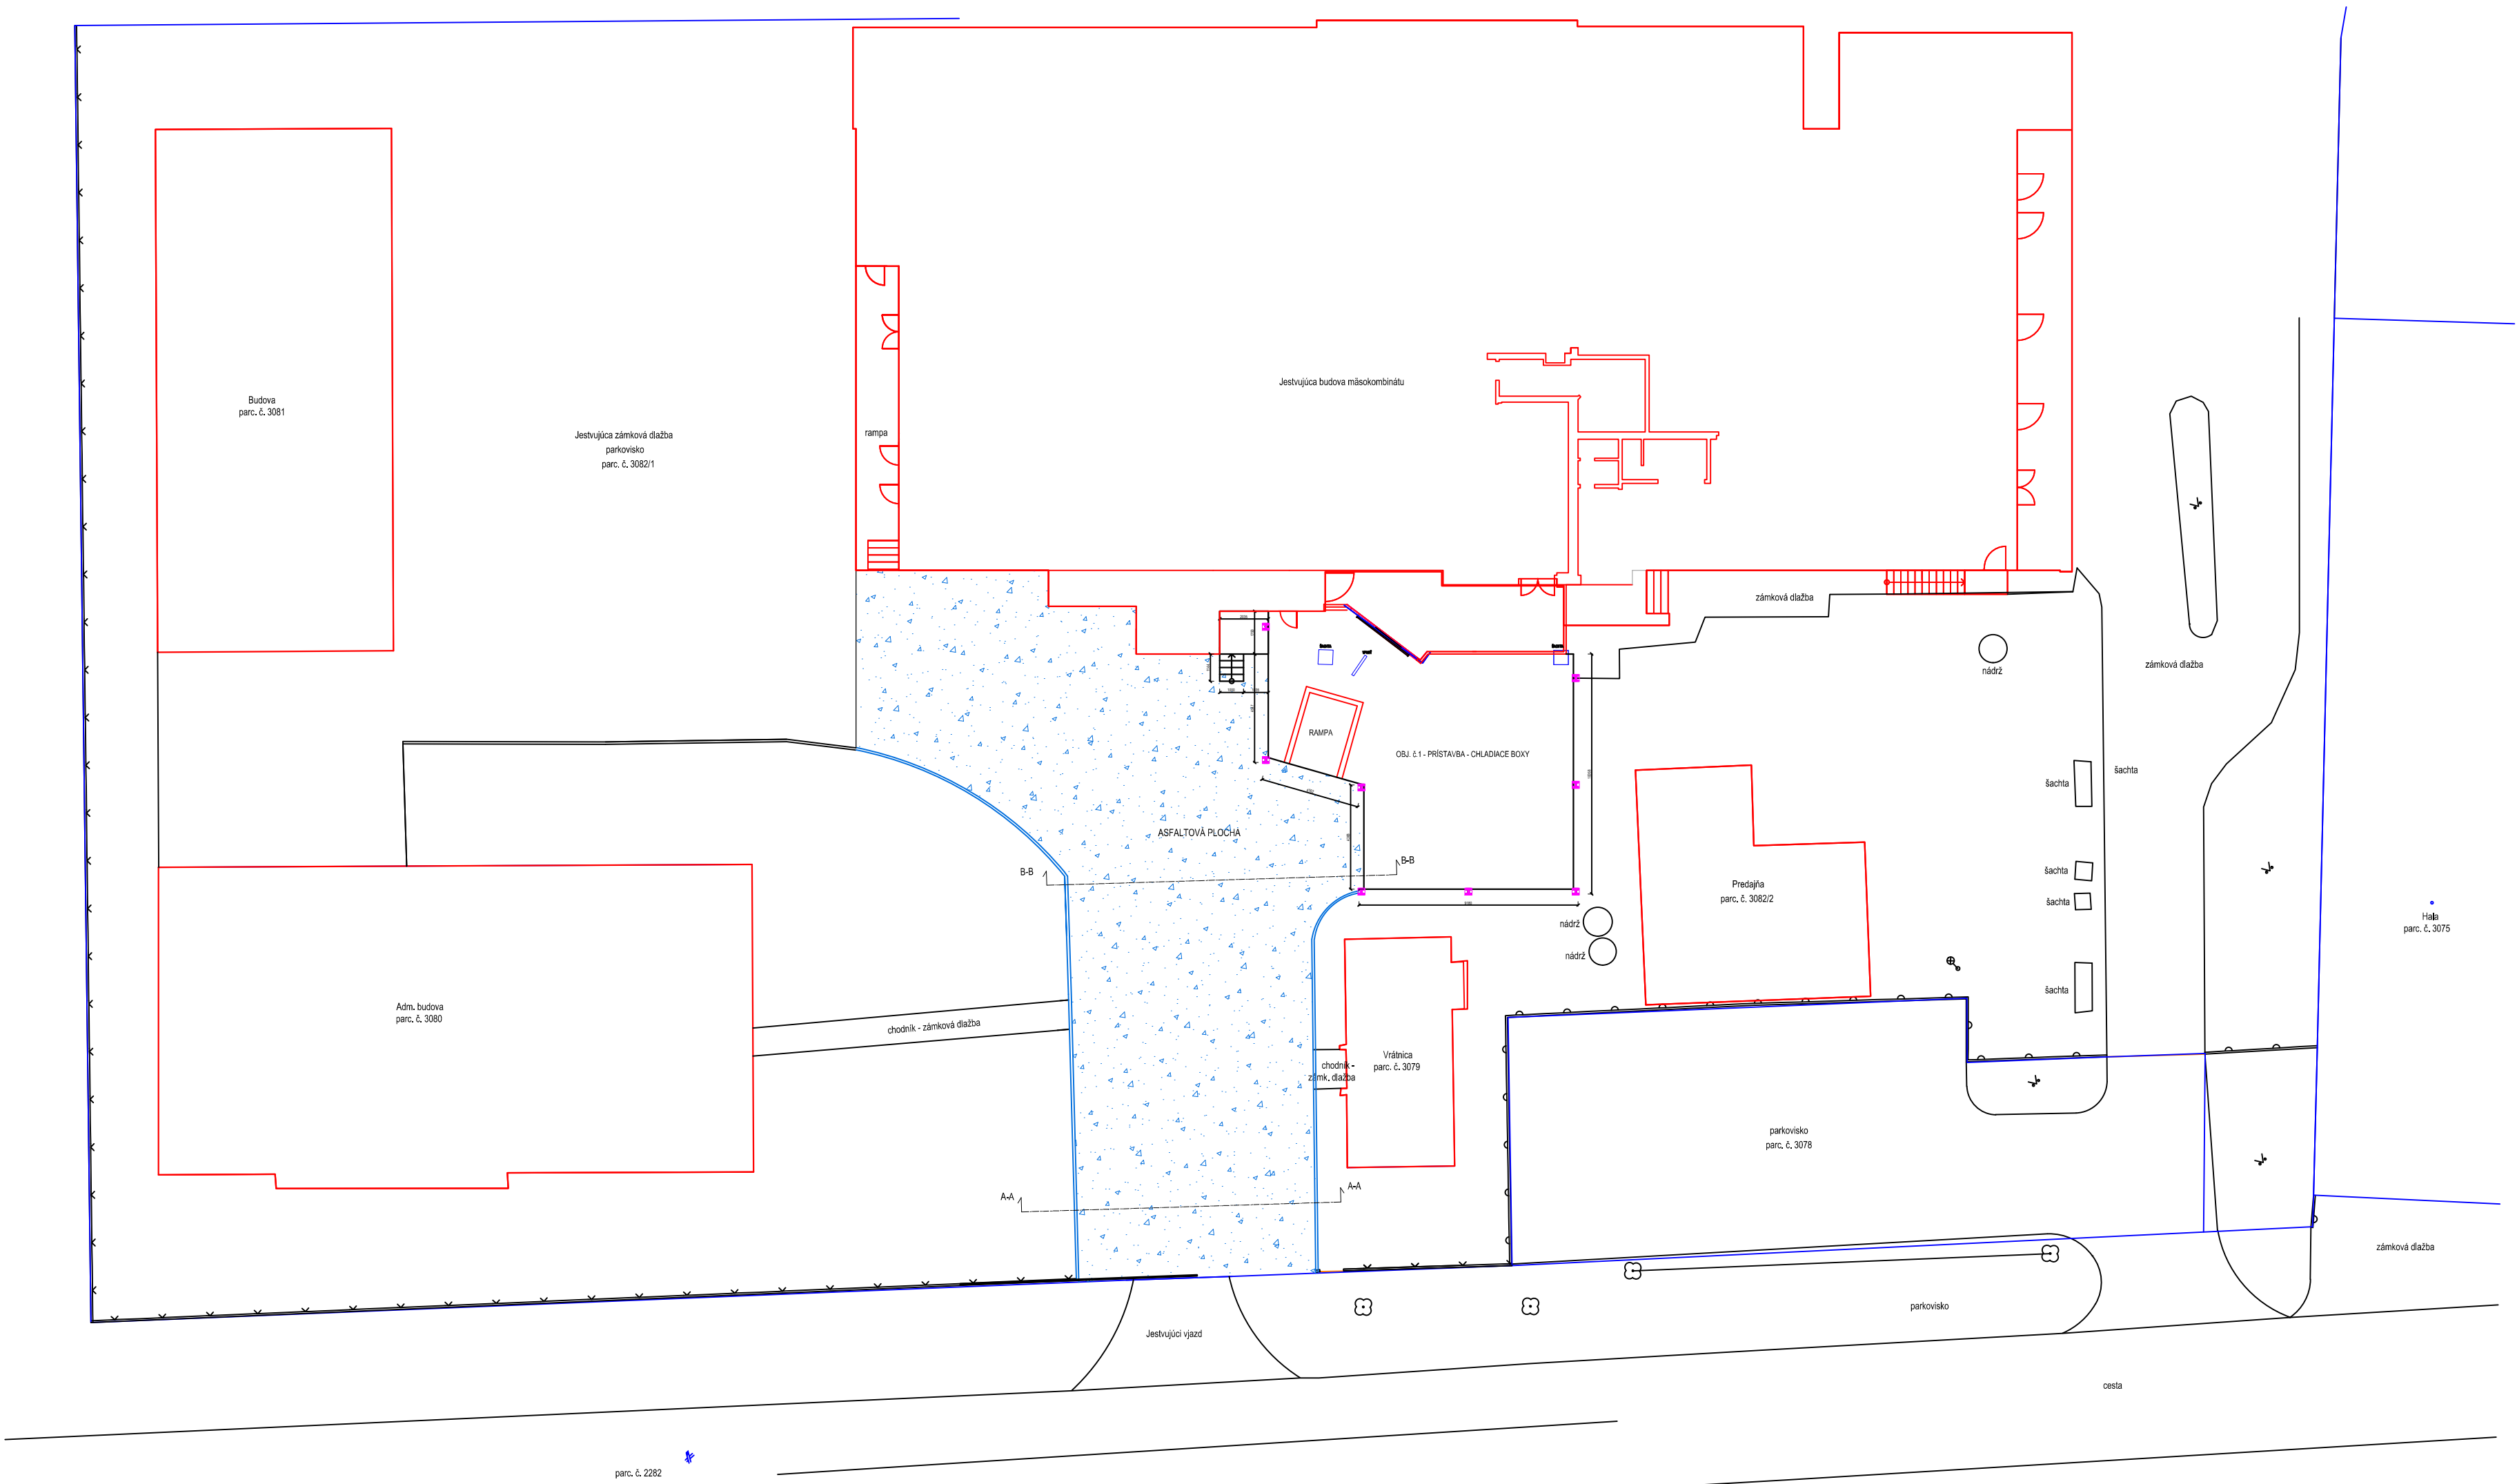 Jestvujúca budova mäsokombinátu
Budova
parc. č. 3081
Jestvujúca zámková dlažba
parkovisko
parc. č. 3082/1
rampa
zámková dlažba
zámková dlažba
nádrž
RAMPA
OBJ. č.1 - PRÍSTAVBA - CHLADIACE BOXY
šachta
šachta
ASFALTOVÁ PLOCHA
B-B
B-B
šachta
šachta
Predajňa
parc. č. 3082/2
nádrž
nádrž
Hala
parc. č. 3075
šachta
Adm. budova
parc. č. 3080
chodník - zámková dlažba
Vrátnica
parc. č. 3079
chodník -
zámk. dlažba
parkovisko
parc. č. 3078
A-A
A-A
zámková dlažba
parkovisko
Jestvujúci vjazd
cesta
parc. č. 2282